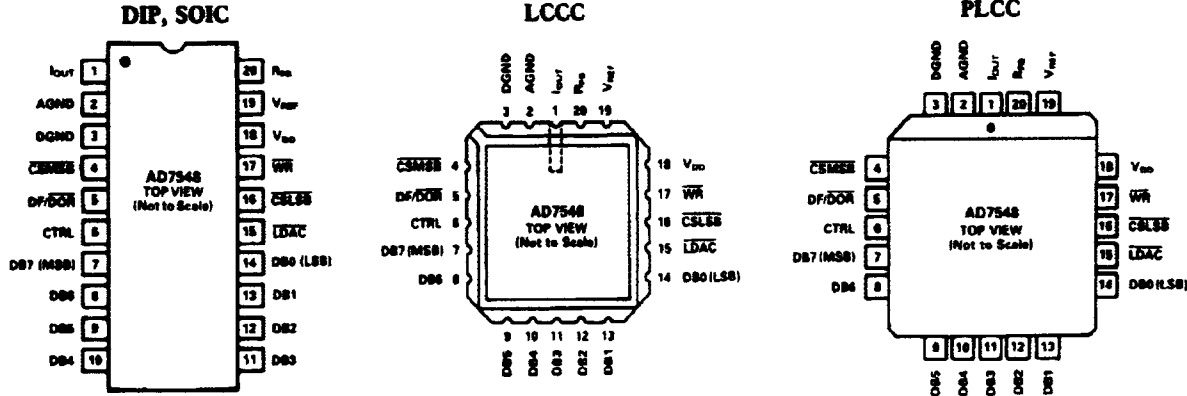 DIP, SOIC
IOUT 1
AGND 2
DGND 3
CSMSB 4
DF/DOR 5
CTRL 6
DB7 (MSB) 7
DB6 8
DB5 9
DB4 10
20 RFB
19 VREF
18 VDD
17 WR
16 CSLSB
15 LDAC
14 DB0 (LSB)
13 DB1
12 DB2
11 DB3
AD7548
TOP VIEW
(Not to Scale)
LCCC
DGND AGND IOUT RFB VREF
3 2 1 20 19
CSMSB 4
DF/DOR 5
CTRL 6
DB7 (MSB) 7
DB6 8
18 VDD
17 WR
16 CSLSB
15 LDAC
14 DB0 (LSB)
AD7548
TOP VIEW
(Not to Scale)
9 10 11 12 13
DB5 DB4 DB3 DB2 DB1
PLCC
DGND AGND IOUT RFB VREF
3 2 1 20 19
CSMSB 4
DF/DOR 5
CTRL 6
DB7 (MSB) 7
DB6 8
18 VDD
17 WR
16 CSLSB
15 LDAC
14 DB0 (LSB)
AD7548
TOP VIEW
(Not to Scale)
9 10 11 12 13
DB5 DB4 DB3 DB2 DB1